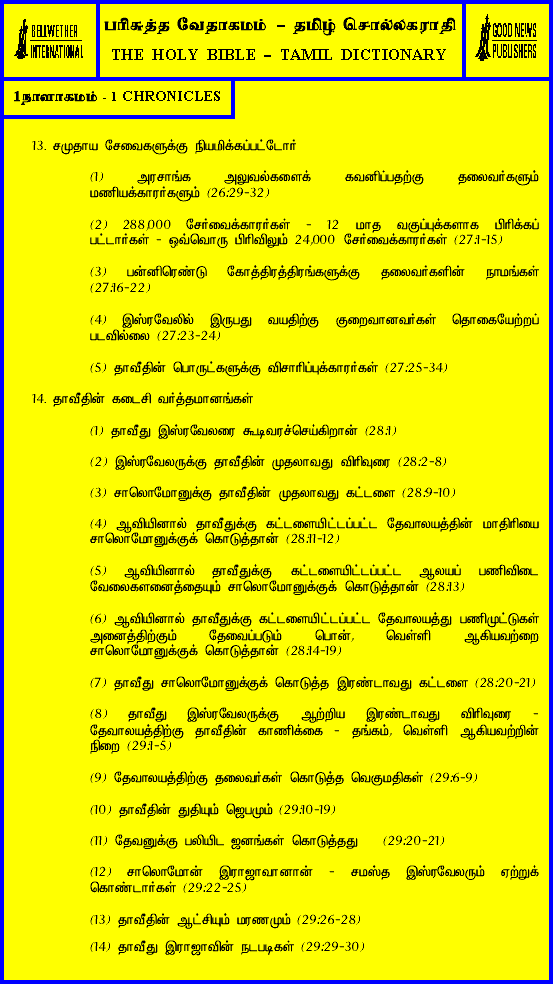 BELLWETHER
INTERNATIONAL
பரிசுத்த வேதாகமம் – தமிழ் சொல்லகராதி
THE HOLY BIBLE – TAMIL DICTIONARY
GOOD NEWS
PUBLISHERS
1நாளாகமம் - 1 CHRONICLES
13. சமுதாய சேவைகளுக்கு நியமிக்கப்பட்டோர்
(1) அரசாங்க அலுவல்களைக் கவனிப்பதற்கு தலைவர்களும்
மணியக்காரர்களும் (26:29-32)
(2) 288,000 சேர்வைக்காரர்கள் - 12 மாத வகுப்புக்களாக பிரிக்கப்
பட்டார்கள் - ஒவ்வொரு பிரிவிலும் 24,000 சேர்வைக்காரர்கள் (27:1-15)
(3) பன்னிரெண்டு கோத்திரத்திரங்களுக்கு தலைவர்களின் நாமங்கள்
(27:16-22)
(4) இஸ்ரவேலில் இருபது வயதிற்கு குறைவானவர்கள் தொகையேற்றப்
படவில்லை (27:23-24)
(5) தாவீதின் பொருட்களுக்கு விசாரிப்புக்காரர்கள் (27:25-34)
14. தாவீதின் கடைசி வர்த்தமானங்கள்
(1) தாவீது இஸ்ரவேலரை கூடிவரச்செய்கிறான் (28:1)
(2) இஸ்ரவேலருக்கு தாவீதின் முதலாவது விரிவுரை (28:2-8)
(3) சாலொமோனுக்கு தாவீதின் முதலாவது கட்டளை (28:9-10)
(4) ஆவியினால் தாவீதுக்கு கட்டளையிட்டப்பட்ட தேவாலயத்தின் மாதிரியை
சாலொமோனுக்குக் கொடுத்தான் (28:11-12)
(5) ஆவியினால் தாவீதுக்கு கட்டளையிட்டப்பட்ட ஆலயப் பணிவிடை
வேலைகளனைத்தையும் சாலொமோனுக்குக் கொடுத்தான் (28:13)
(6) ஆவியினால் தாவீதுக்கு கட்டளையிட்டப்பட்ட தேவாலயத்து பணிமுட்டுகள்
அனைத்திற்கும் தேவைப்படும் பொன், வெள்ளி ஆகியவற்றை
சாலொமோனுக்குக் கொடுத்தான் (28:14-19)
(7) தாவீது சாலொமோனுக்குக் கொடுத்த இரண்டாவது கட்டளை (28:20-21)
(8) தாவீது இஸ்ரவேலருக்கு ஆற்றிய இரண்டாவது விரிவுரை -
தேவாலயத்திற்கு தாவீதின் காணிக்கை - தங்கம், வெள்ளி ஆகியவற்றின்
நிறை (29:1-5)
(9) தேவாலயத்திற்கு தலைவர்கள் கொடுத்த வெகுமதிகள் (29:6-9)
(10) தாவீதின் துதியும் ஜெபமும் (29:10-19)
(11) தேவனுக்கு பலியிட ஜனங்கள் கொடுத்தது (29:20-21)
(12) சாலொமோன் இராஜாவானான் - சமஸ்த இஸ்ரவேலரும் ஏற்றுக்
கொண்டார்கள் (29:22-25)
(13) தாவீதின் ஆட்சியும் மரணமும் (29:26-28)
(14) தாவீது இராஜாவின் நடபடிகள் (29:29-30)